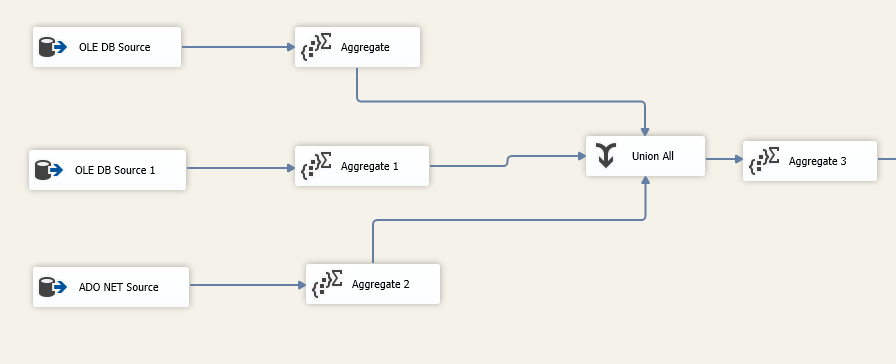 OLE DB Source
Aggregate
OLE DB Source 1
Aggregate 1
Union All
Aggregate 3
ADO NET Source
Aggregate 2